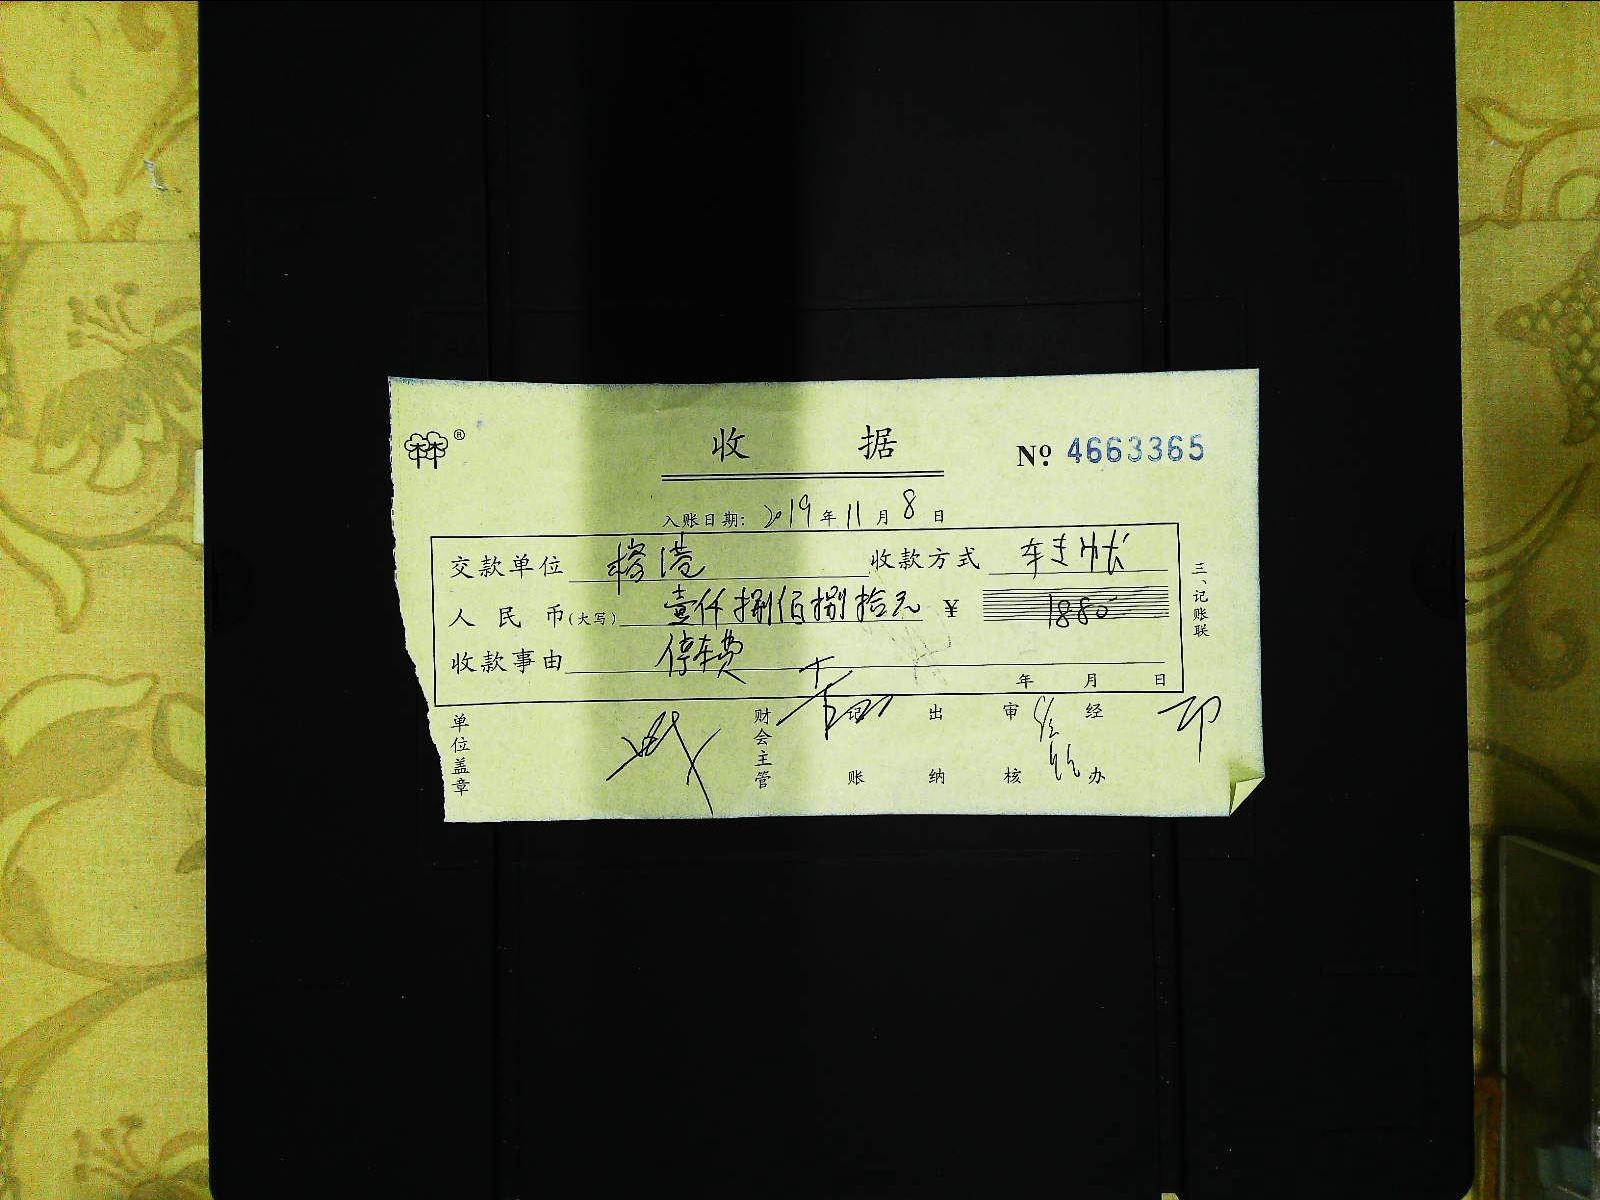 收 据
® Nº 4663365
入账日期: 2019 年 11 月 8 日
交款单位 榕港 收款方式
人 民 币(大写) 壹仟捌佰捌拾元 ¥ 1880
收款事由 停车费
年 月 日
三、记账联
单位盖章 财会主管 记账 出纳 审核 经办